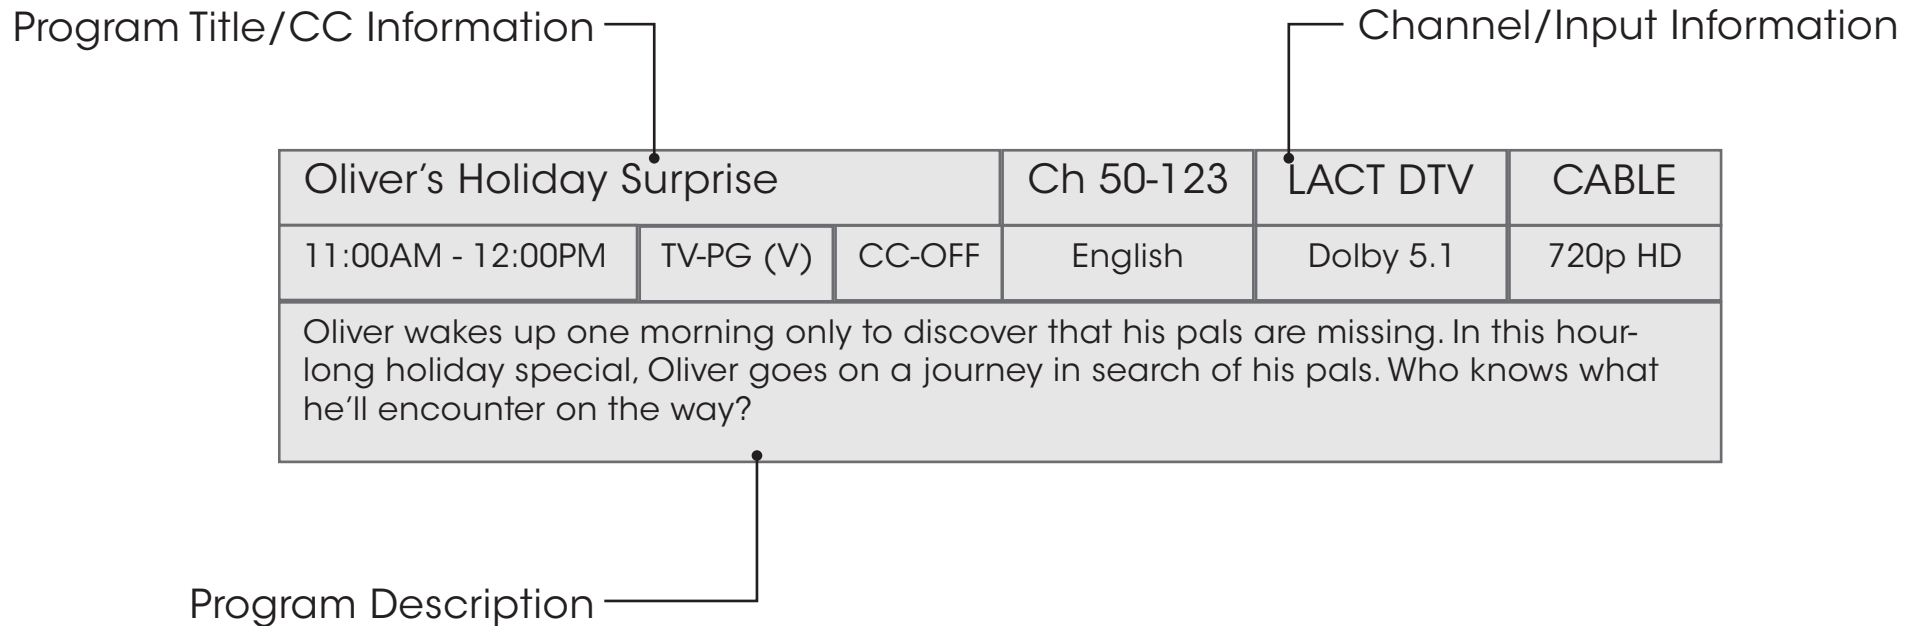 Program Title/CC Information
Channel/Input Information
Oliver's Holiday Surprise
Ch 50-123
LACT DTV
CABLE
11:00AM - 12:00PM
TV-PG (V)
CC-OFF
English
Dolby 5.1
720p HD
Oliver wakes up one morning only to discover that his pals are missing. In this hour-
long holiday special, Oliver goes on a journey in search of his pals. Who knows what
he'll encounter on the way?
Program Description